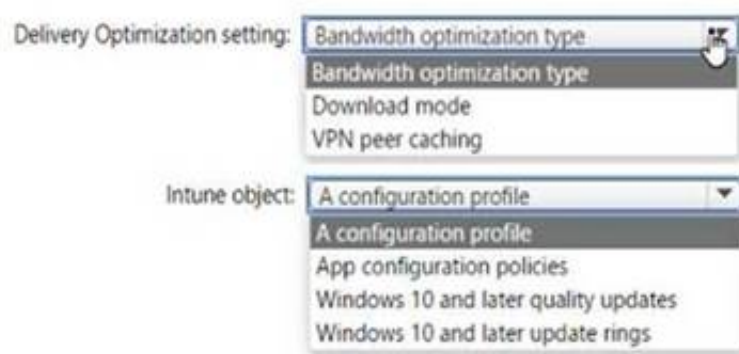 Delivery Optimization setting: Bandwidth optimization type
Bandwidth optimization type
Download mode
VPN peer caching
Intune object: A configuration profile
A configuration profile
App configuration policies
Windows 10 and later quality updates
Windows 10 and later update rings